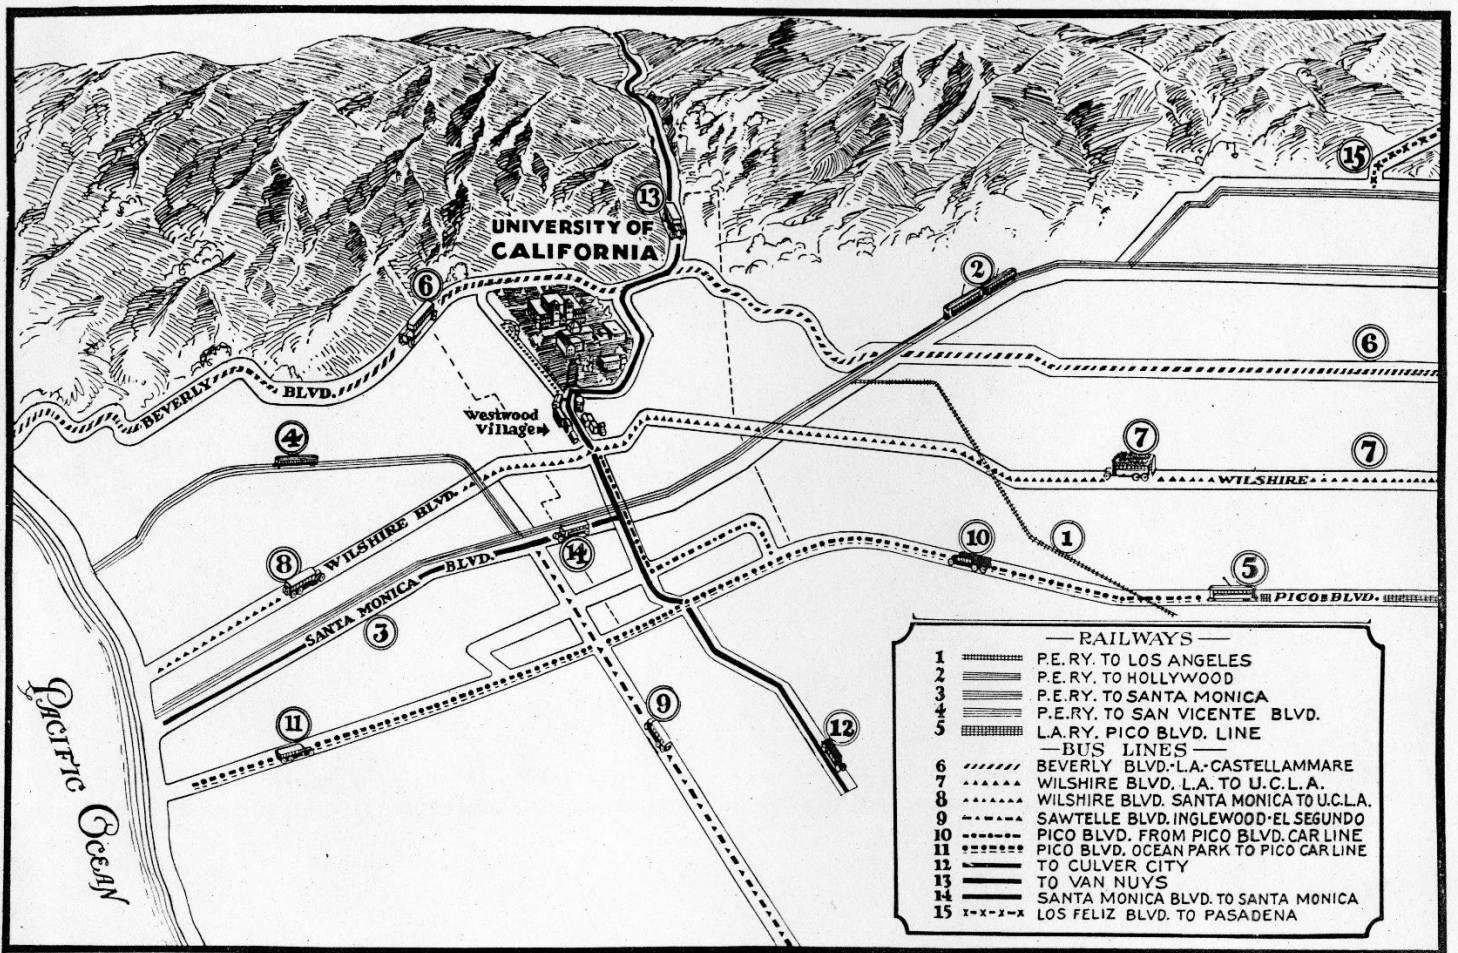 15
13
UNIVERSITY OF
CALIFORNIA
2
6
6
BEVERLY BLVD.
Westwood
Village
4
7
7
WILSHIRE
WILSHIRE BLVD.
8
14
10
1
5
PICO BLVD.
SANTA MONICA BLVD.
3
11
9
12
PACIFIC OCEAN
RAILWAYS
1 P.E.RY. TO LOS ANGELES
2 P.E.RY. TO HOLLYWOOD
3 P.E.RY. TO SANTA MONICA
4 P.E.RY. TO SAN VICENTE BLVD.
5 L.A.RY. PICO BLVD. LINE
BUS LINES
6 BEVERLY BLVD.-L.A.-CASTELLAMMARE
7 WILSHIRE BLVD. L.A. TO U.C.L.A.
8 WILSHIRE BLVD. SANTA MONICA TO U.C.L.A.
9 SAWTELLE BLVD. INGLEWOOD-EL SEGUNDO
10 PICO BLVD. FROM PICO BLVD. CAR LINE
11 PICO BLVD. OCEAN PARK TO PICO CAR LINE
12 TO CULVER CITY
13 TO VAN NUYS
14 SANTA MONICA BLVD. TO SANTA MONICA
15 LOS FELIZ BLVD. TO PASADENA